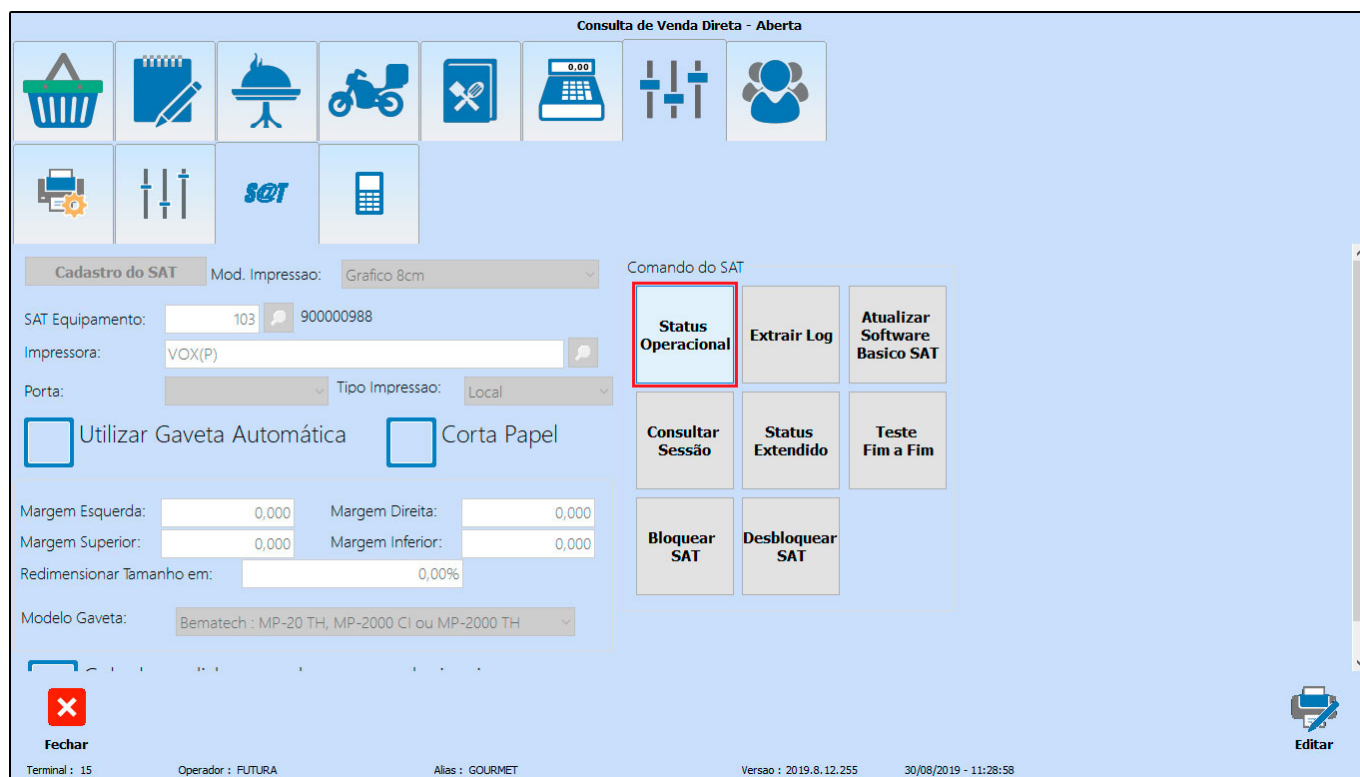 Consulta de Venda Direta - Aberta
0,00
S@T
Cadastro do SAT Mod. Impressao: Grafico 8cm
SAT Equipamento: 103 900000988
Impressora: VOX(P)
Porta: Tipo Impressao: Local
Utilizar Gaveta Automática Corta Papel
Margem Esquerda: 0,000 Margem Direita: 0,000
Margem Superior: 0,000 Margem Inferior: 0,000
Redimensionar Tamanho em: 0,00%
Modelo Gaveta: Bematech : MP-20 TH, MP-2000 CI ou MP-2000 TH
Comando do SAT
Status
Operacional
Extrair Log
Atualizar
Software
Basico SAT
Consultar
Sessão
Status
Extendido
Teste
Fim a Fim
Bloquear
SAT
Desbloquear
SAT
Fechar
Editar
Terminal : 15 Operador : FUTURA Alias : GOURMET Versao : 2019.8.12.255 30/08/2019 - 11:28:58